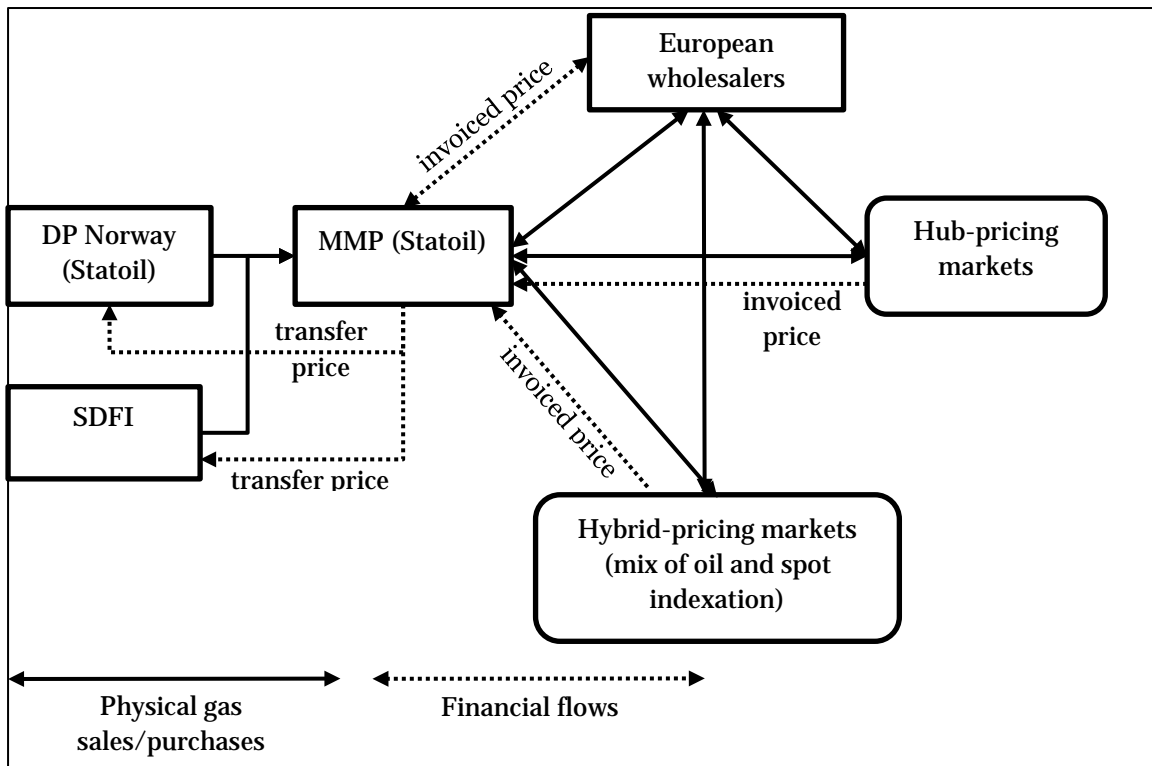 European
wholesalers
invoiced price
DP Norway
(Statoil)
MMP (Statoil)
Hub-pricing
markets
transfer
price
invoiced
price
invoiced price
SDFI
transfer price
Hybrid-pricing markets
(mix of oil and spot
indexation)
Physical gas
sales/purchases
Financial flows